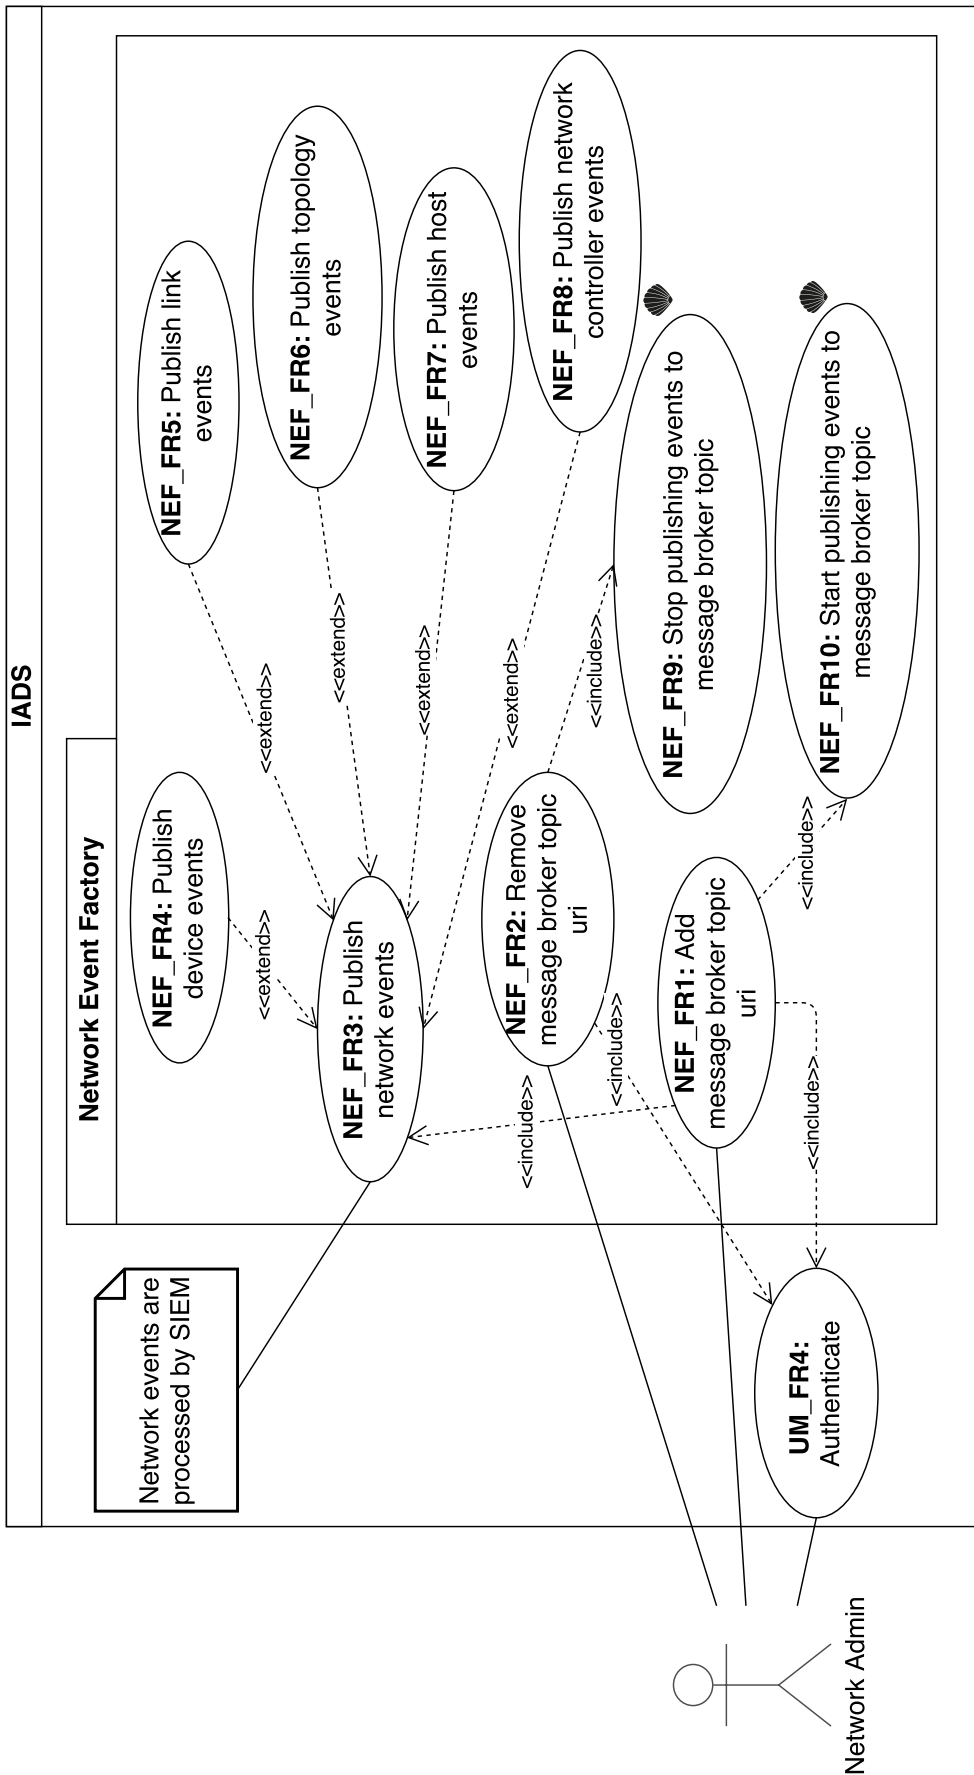 IADS
Network Event Factory
Network events are
processed by SIEM
NEF_FR4: Publish
device events
NEF_FR5: Publish link
events
<<extend>>
<<extend>>
NEF_FR6: Publish topology
events
<<extend>>
NEF_FR3: Publish
network events
NEF_FR7: Publish host
events
<<extend>>
NEF_FR8: Publish network
controller events
<<extend>>
<<include>>
NEF_FR2: Remove
message broker topic
uri
<<include>>
<<include>>
NEF_FR9: Stop publishing events to
message broker topic
NEF_FR1: Add
message broker topic
uri
<<include>>
<<include>>
NEF_FR10: Start publishing events to
message broker topic
UM_FR4:
Authenticate
Network Admin